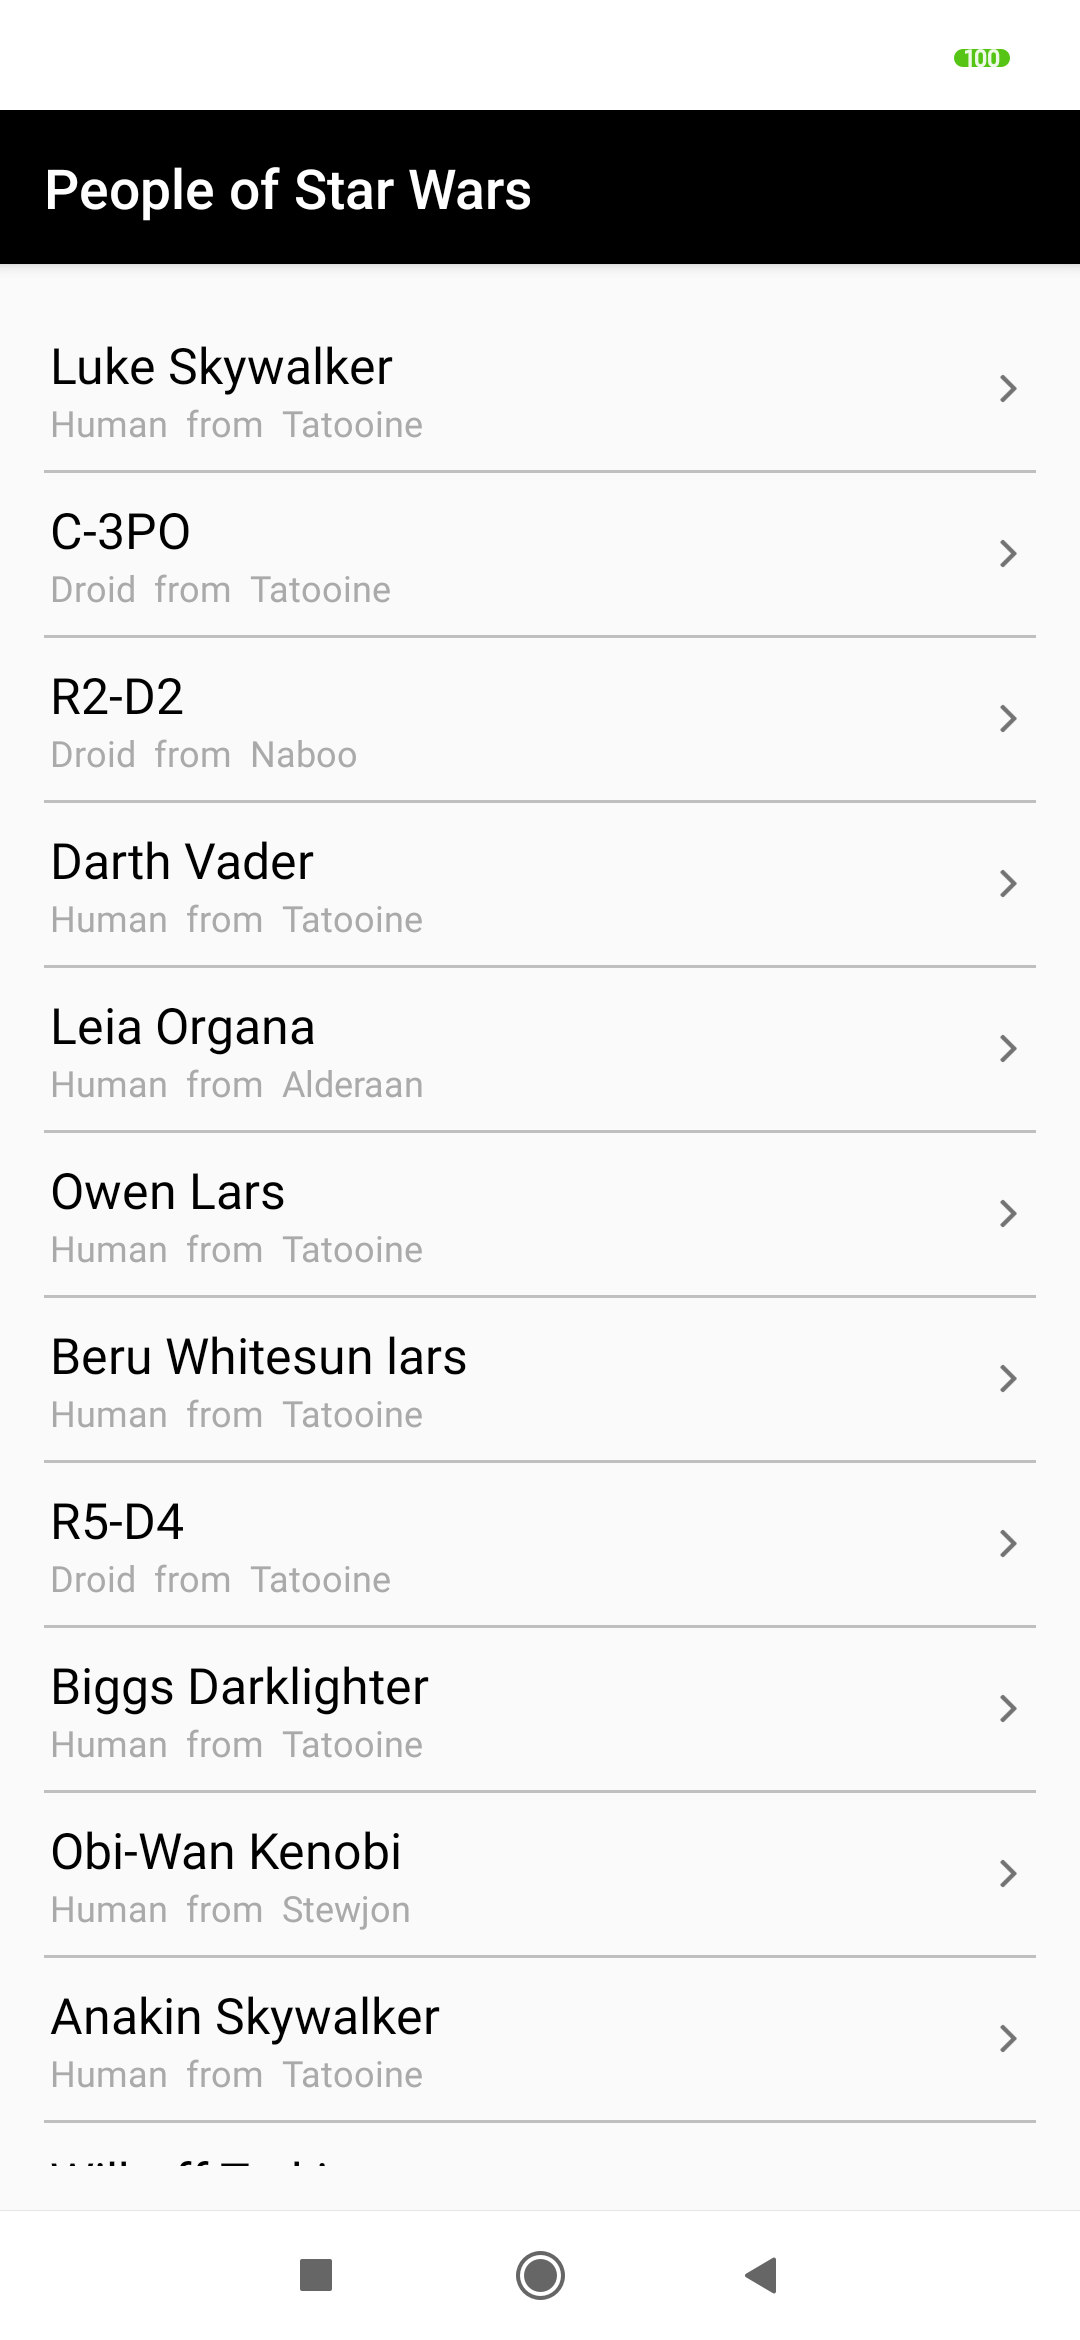 100
People of Star Wars
Luke Skywalker
Human from Tatooine
C-3PO
Droid from Tatooine
R2-D2
Droid from Naboo
Darth Vader
Human from Tatooine
Leia Organa
Human from Alderaan
Owen Lars
Human from Tatooine
Beru Whitesun lars
Human from Tatooine
R5-D4
Droid from Tatooine
Biggs Darklighter
Human from Tatooine
Obi-Wan Kenobi
Human from Stewjon
Anakin Skywalker
Human from Tatooine